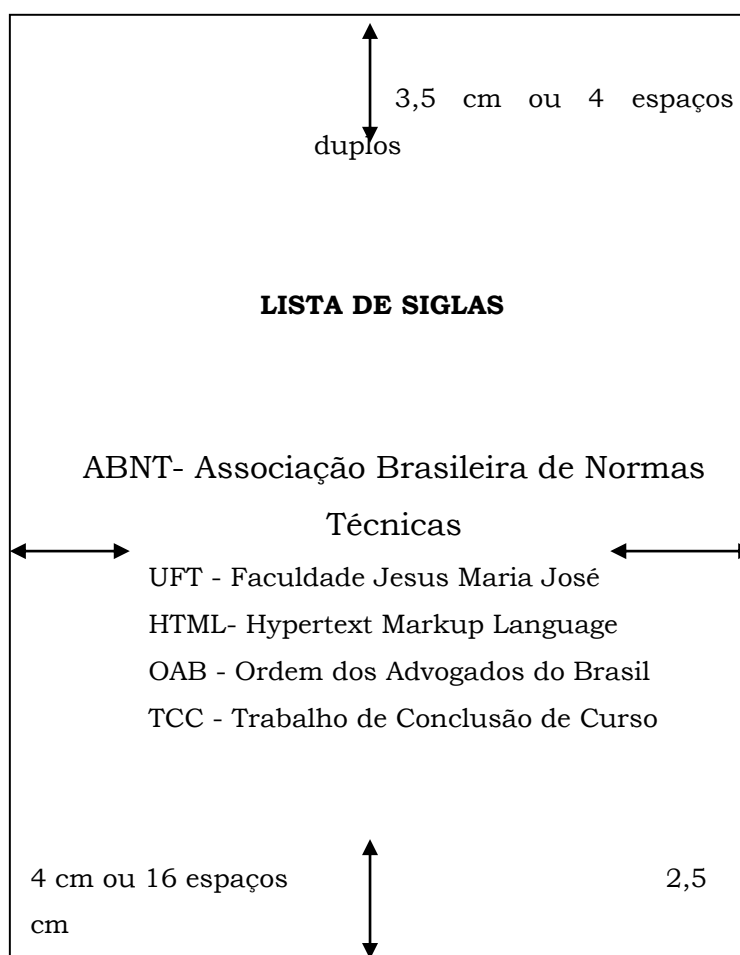 3,5 cm ou 4 espaços
duplos
LISTA DE SIGLAS
ABNT- Associação Brasileira de Normas
Técnicas
UFT - Faculdade Jesus Maria José
HTML- Hypertext Markup Language
OAB - Ordem dos Advogados do Brasil
TCC - Trabalho de Conclusão de Curso
4 cm ou 16 espaços 2,5
cm